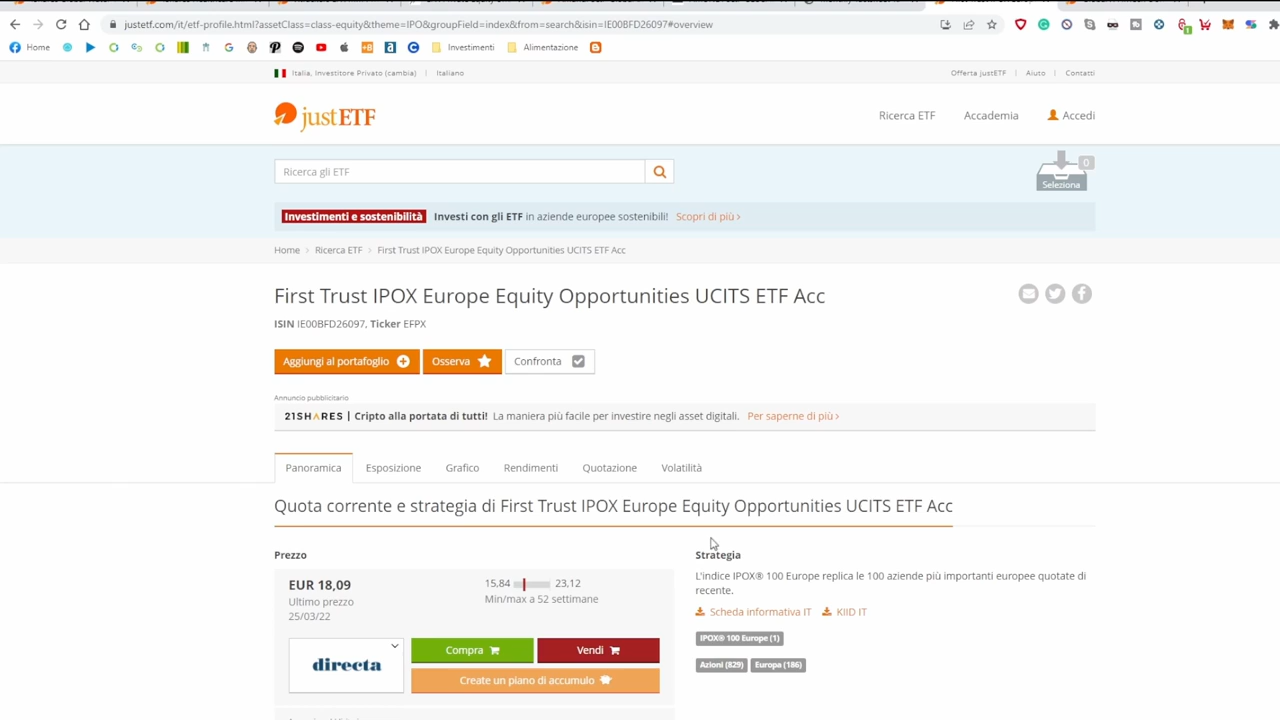 justetf.com/it/etf-profile.html?assetClass=class-equity&theme=IPO&groupField=index&from=search&isin=IE00BFD26097#overview
Home
Investimenti
Alimentazione
Italia, Investitore Privato (cambia) | Italiano
Offerta justETF | Aiuto | Contatti
justETF
Ricerca ETF
Accademia
Accedi
Ricerca gli ETF
0
Seleziona
Investimenti e sostenibilità Investi con gli ETF in aziende europee sostenibili! Scopri di più ›
Home › Ricerca ETF › First Trust IPOX Europe Equity Opportunities UCITS ETF Acc
First Trust IPOX Europe Equity Opportunities UCITS ETF Acc
ISIN IE00BFD26097, Ticker EFPX
Aggiungi al portafoglio
Osserva
Confronta
Annuncio pubblicitario
21SHARES | Cripto alla portata di tutti! La maniera più facile per investire negli asset digitali. Per saperne di più ›
Panoramica
Esposizione
Grafico
Rendimenti
Quotazione
Volatilità
Quota corrente e strategia di First Trust IPOX Europe Equity Opportunities UCITS ETF Acc
Prezzo
EUR 18,09
Ultimo prezzo
25/03/22
15,84 23,12
Min/max a 52 settimane
directa
Compra
Vendi
Create un piano di accumulo
Strategia
L'indice IPOX® 100 Europe replica le 100 aziende più importanti europee quotate di
recente.
Scheda informativa IT
KIID IT
IPOX® 100 Europe (1)
Azioni (829)
Europa (186)